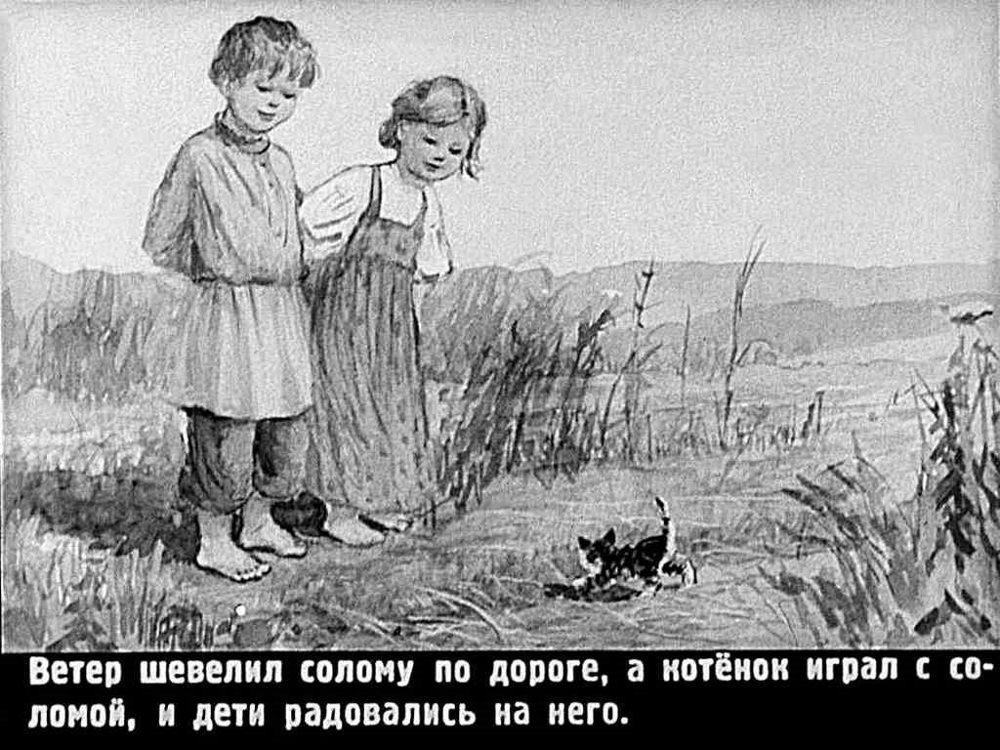 Ветер шевелил солому по дороге, а котёнок играл с со-
ломой, и дети радовались на него.